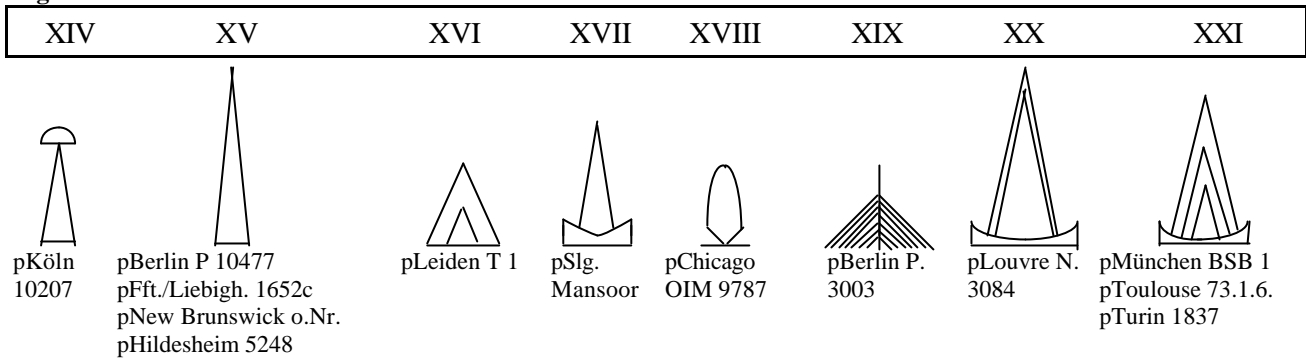 XIV XV XVI XVII XVIII XIX XX XXI
pKöln 10207
pBerlin P 10477
pFft./Liebigh. 1652c
pNew Brunswick o.Nr.
pHildesheim 5248
pLeiden T 1
pSlg. Mansoor
pChicago OIM 9787
pBerlin P. 3003
pLouvre N. 3084
pMünchen BSB 1
pToulouse 73.1.6.
pTurin 1837